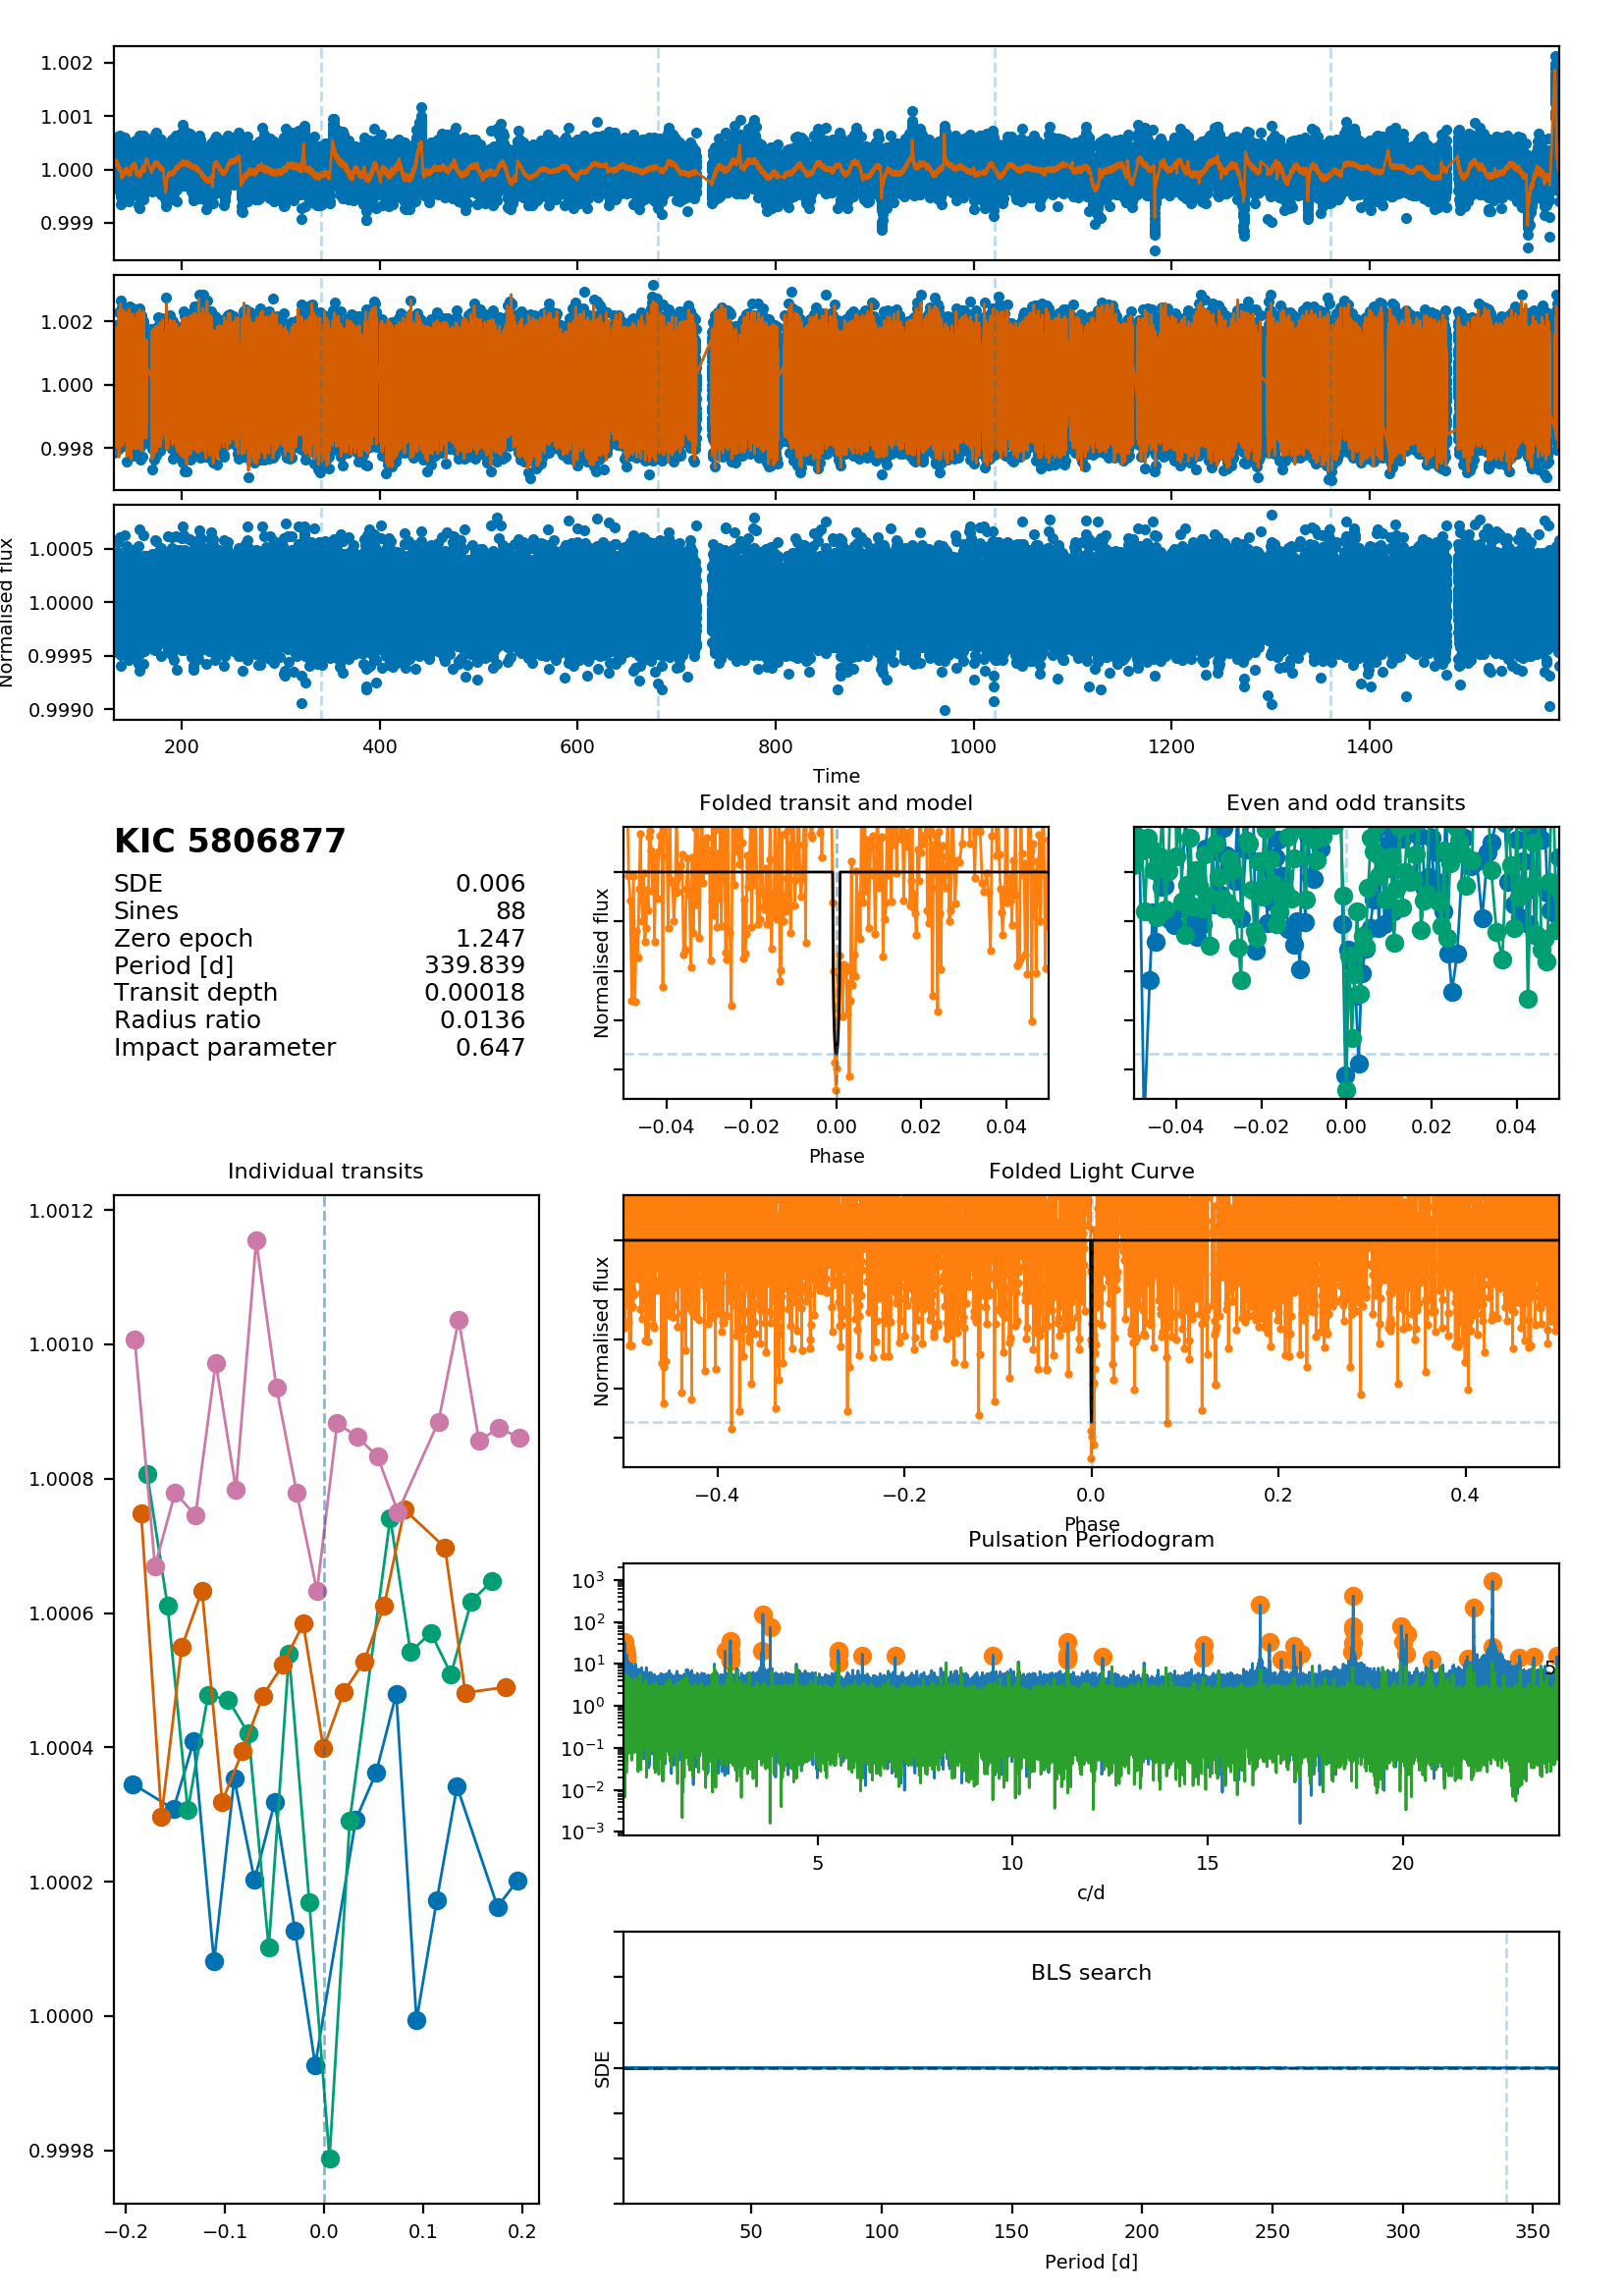 1.002
1.001
1.000
0.999
1.002
1.000
0.998
Normalised flux
1.0005
1.0000
0.9995
0.9990
200 400 600 800 1000 1200 1400
Time
KIC 5806877
SDE 0.006
Sines 88
Zero epoch 1.247
Period [d] 339.839
Transit depth 0.00018
Radius ratio 0.0136
Impact parameter 0.647
Folded transit and model
Normalised flux
−0.04 −0.02 0.00 0.02 0.04
Phase
Even and odd transits
−0.04 −0.02 0.00 0.02 0.04
Individual transits
1.0012
1.0010
1.0008
1.0006
1.0004
1.0002
1.0000
0.9998
−0.2 −0.1 0.0 0.1 0.2
Folded Light Curve
Normalised flux
−0.4 −0.2 0.0 0.2 0.4
Phase
Pulsation Periodogram
10³
10²
10¹
10⁰
10⁻¹
10⁻²
10⁻³
5
5 10 15 20
c/d
BLS search
SDE
50 100 150 200 250 300 350
Period [d]